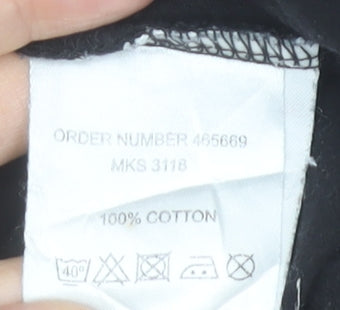 ORDER NUMBER 465669
MKS 3118
100% COTTON
40°